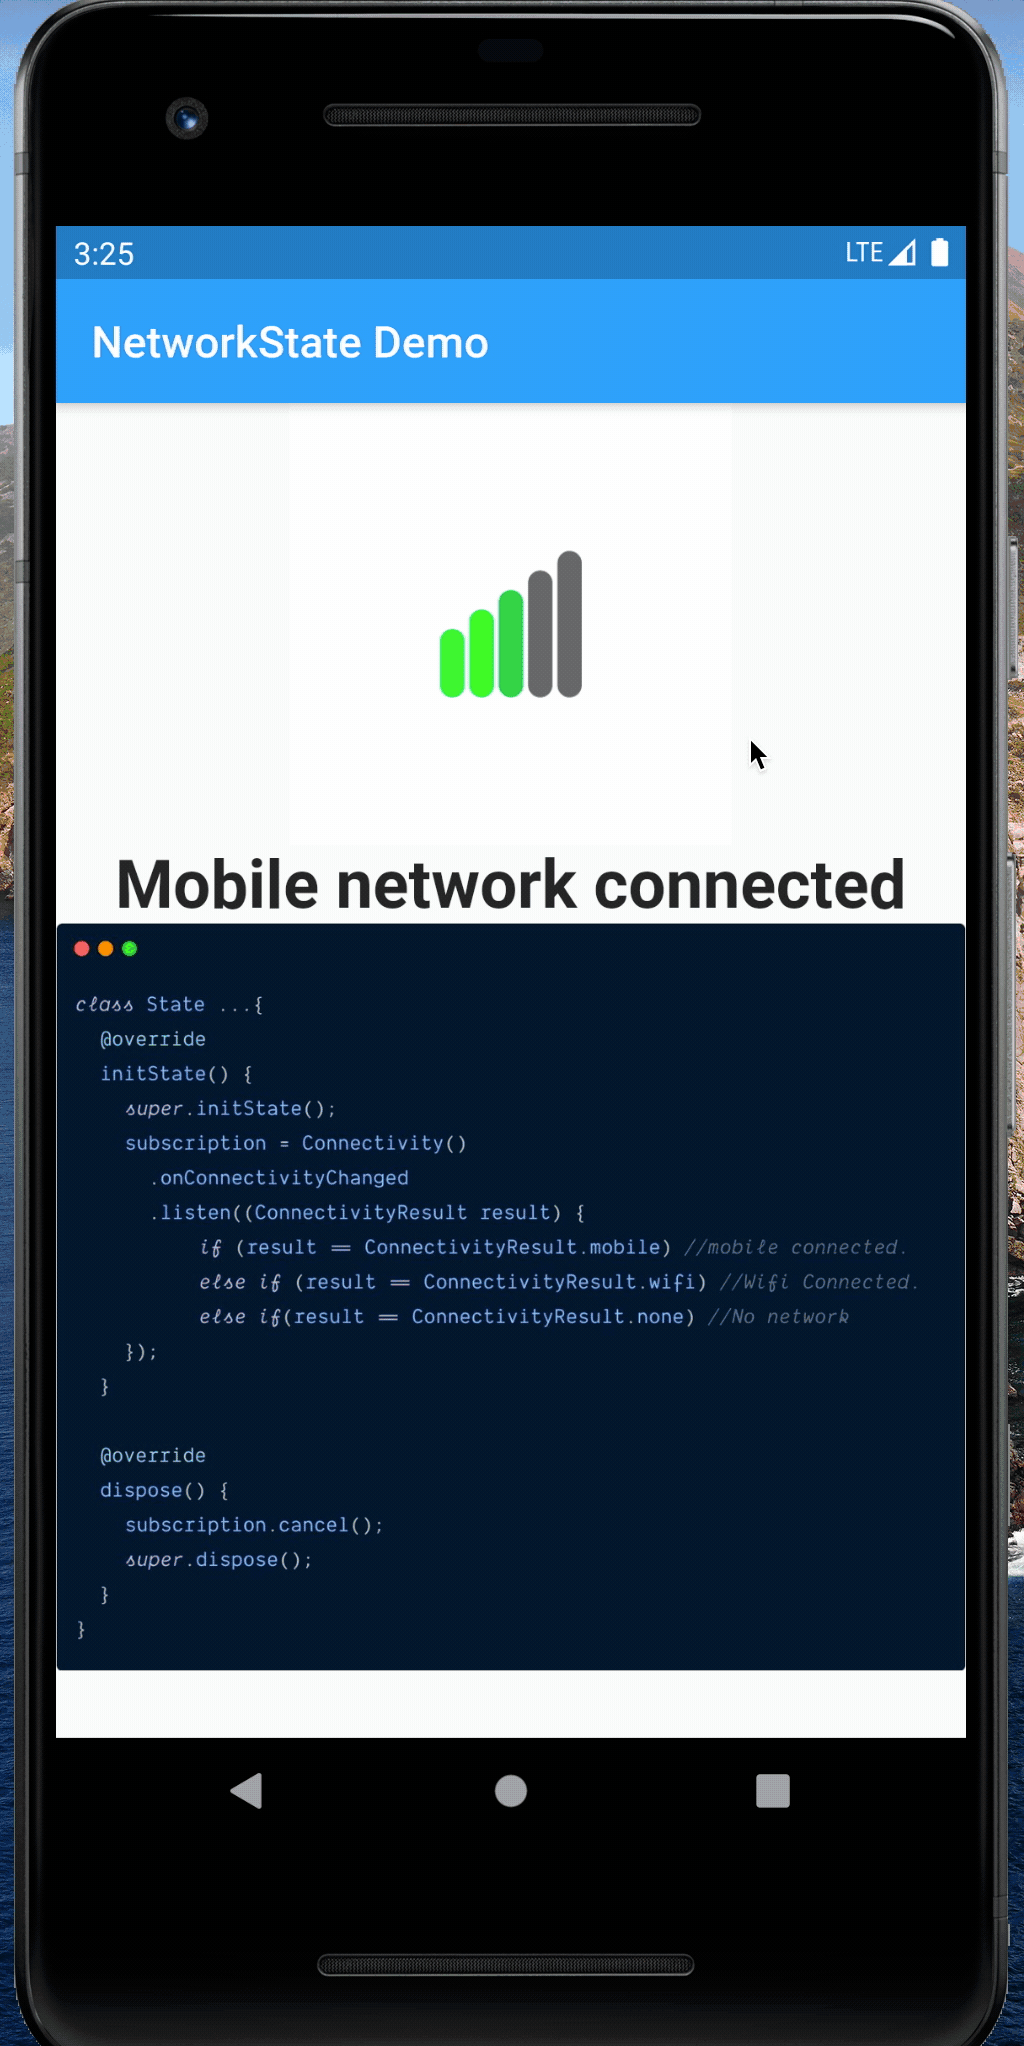 3:25
LTE
NetworkState Demo
Mobile network connected
class State ...{
@override
initState() {
super.initState();
subscription = Connectivity()
.onConnectivityChanged
.listen((ConnectivityResult result) {
if (result == ConnectivityResult.mobile) //mobile connected.
else if (result == ConnectivityResult.wifi) //Wifi Connected.
else if(result == ConnectivityResult.none) //No network
});
}
@override
dispose() {
subscription.cancel();
super.dispose();
}
}